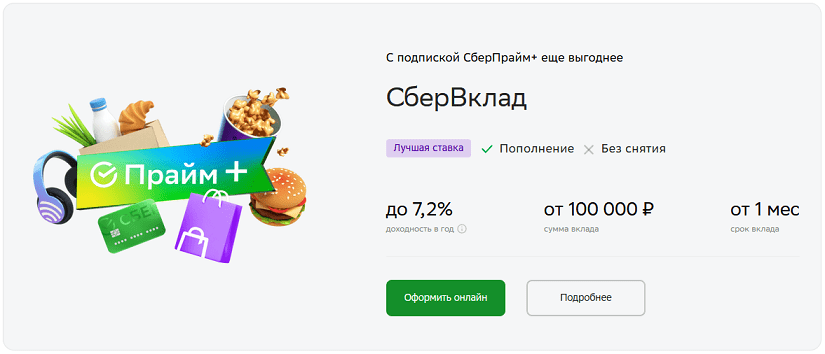 С подпиской СберПрайм+ еще выгоднее
СберВклад
Лучшая ставка Пополнение Без снятия
Прайм +
до 7,2% от 100 000 ₽ от 1 мес
доходность в год сумма вклада срок вклада
Оформить онлайн Подробнее